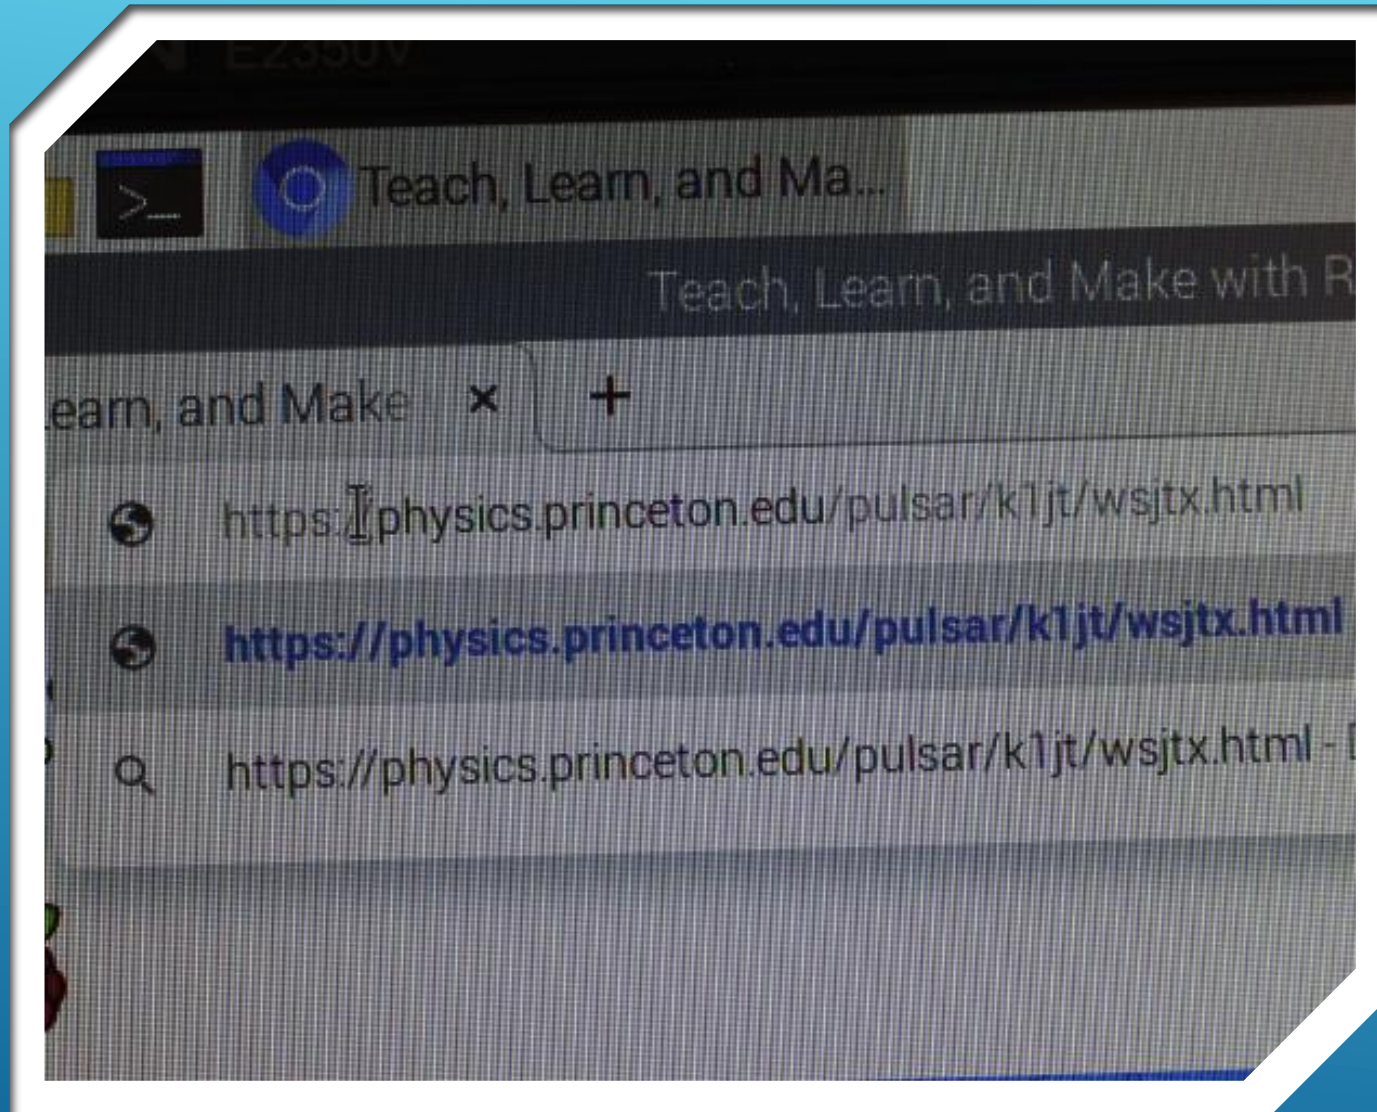 E2350V
>_ Teach, Learn, and Ma...
Teach, Learn, and Make with R
earn, and Make × +
https://physics.princeton.edu/pulsar/k1jt/wsjtx.html
https://physics.princeton.edu/pulsar/k1jt/wsjtx.html
https://physics.princeton.edu/pulsar/k1jt/wsjtx.html -